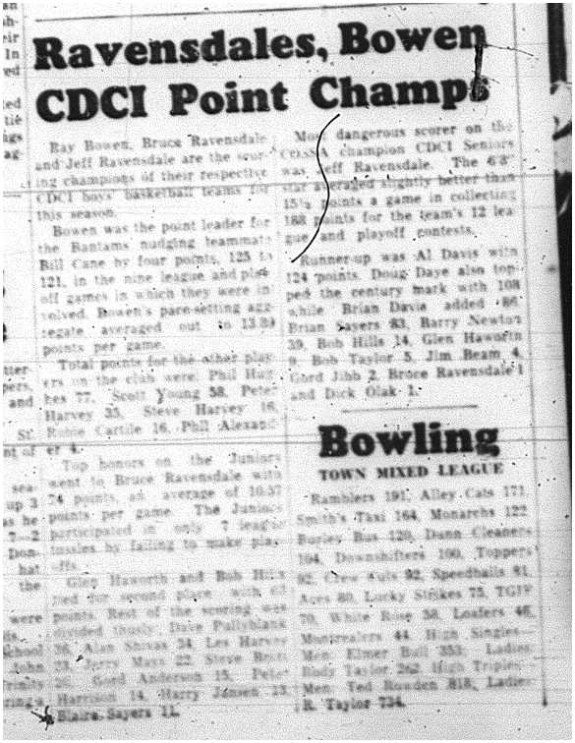 Ravensdales, Bowen
CDCI Point Champs
Ray Bowen, Bruce Ravensdale
and Jeff Ravensdale are the scor-
ing champions of their respective
CDCI boys' basketball teams for
this season.
Bowen was the point leader for
the Bantams' nudging teammate
Bill Cane by four points, 125 to
121, in the nine league and play-
off games in which they were in-
volved. Bowen's pace-setting agg-
regate averaged out to 13.89
points per game.
Total points for the other play-
ers on the club were: Phil Hug
hes 77, Scott Young 58, Peter
Harvey 35, Steve Harvey 16,
Robie Cartile 16, Phil Alexand
er 4.
Top honors on the Juniors
went to Bruce Ravensdale with
74 points, an average of 10.57
points per game. The Juniors
participated in only 7 league
tussles by failing to make play-
offs.
Glen Haworth and Bob Hills
tied for second place with
points. Rest of the scoring was
divided thusly: Dave Pullyblank
36, Alan Shivas 34, Les Harvey
23, Jerry Mays 22, Steve
Gord Anderson 15, Pete
Harrison 14, Harry Jensen 13
Blaire Sayers 11.
Most dangerous scorer on the
COSSA champion CDCI Seniors
was Jeff Ravensdale. The 6'3"
star averaged slightly better than
15½ points a game in collecting
188 points for the team's 12 lea-
gue and playoff contests.
Runner-up was Al Davis with
124 points. Doug Daye also top-
ped the century mark with 108
while Brian Davis added 86
Brian Sayers 83, Barry Newton
39, Bob Hills 14, Glen Haworth
9, Bob Taylor 5, Jim Beam 4,
Gord Jibb 2, Bruce Ravensdale 1
and Dick Olak 1.
Bowling
TOWN MIXED LEAGUE
Ramblers 191, Alley Cats 171,
Smith's Taxi 164, Monarchs 122
Burley Bus 120, Dunn Cleaners
104, Downshifters 100, Toppers
92, Crew Cuts 92, Speedballs 81,
Aces 80, Lucky Strikes 75, TGIF
70, White Rose 58, Loafers 46,
Montrealers 44. High Singles—
Men: Elmer Bull 353; Ladies:
Rody Taylor 262. High Triples,
Men: Ted Rowden 818, Ladies
R. Taylor 734.